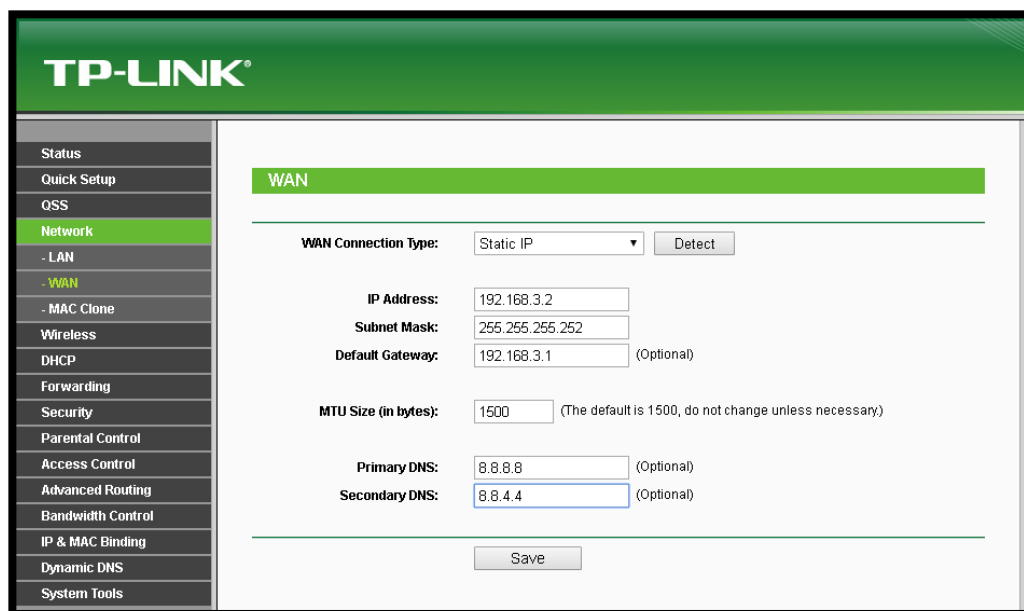 TP-LINK®
Status
Quick Setup
QSS
Network
- LAN
- WAN
- MAC Clone
Wireless
DHCP
Forwarding
Security
Parental Control
Access Control
Advanced Routing
Bandwidth Control
IP & MAC Binding
Dynamic DNS
System Tools
WAN
WAN Connection Type: Static IP Detect
IP Address: 192.168.3.2
Subnet Mask: 255.255.255.252
Default Gateway: 192.168.3.1 (Optional)
MTU Size (in bytes): 1500 (The default is 1500, do not change unless necessary.)
Primary DNS: 8.8.8.8 (Optional)
Secondary DNS: 8.8.4.4 (Optional)
Save